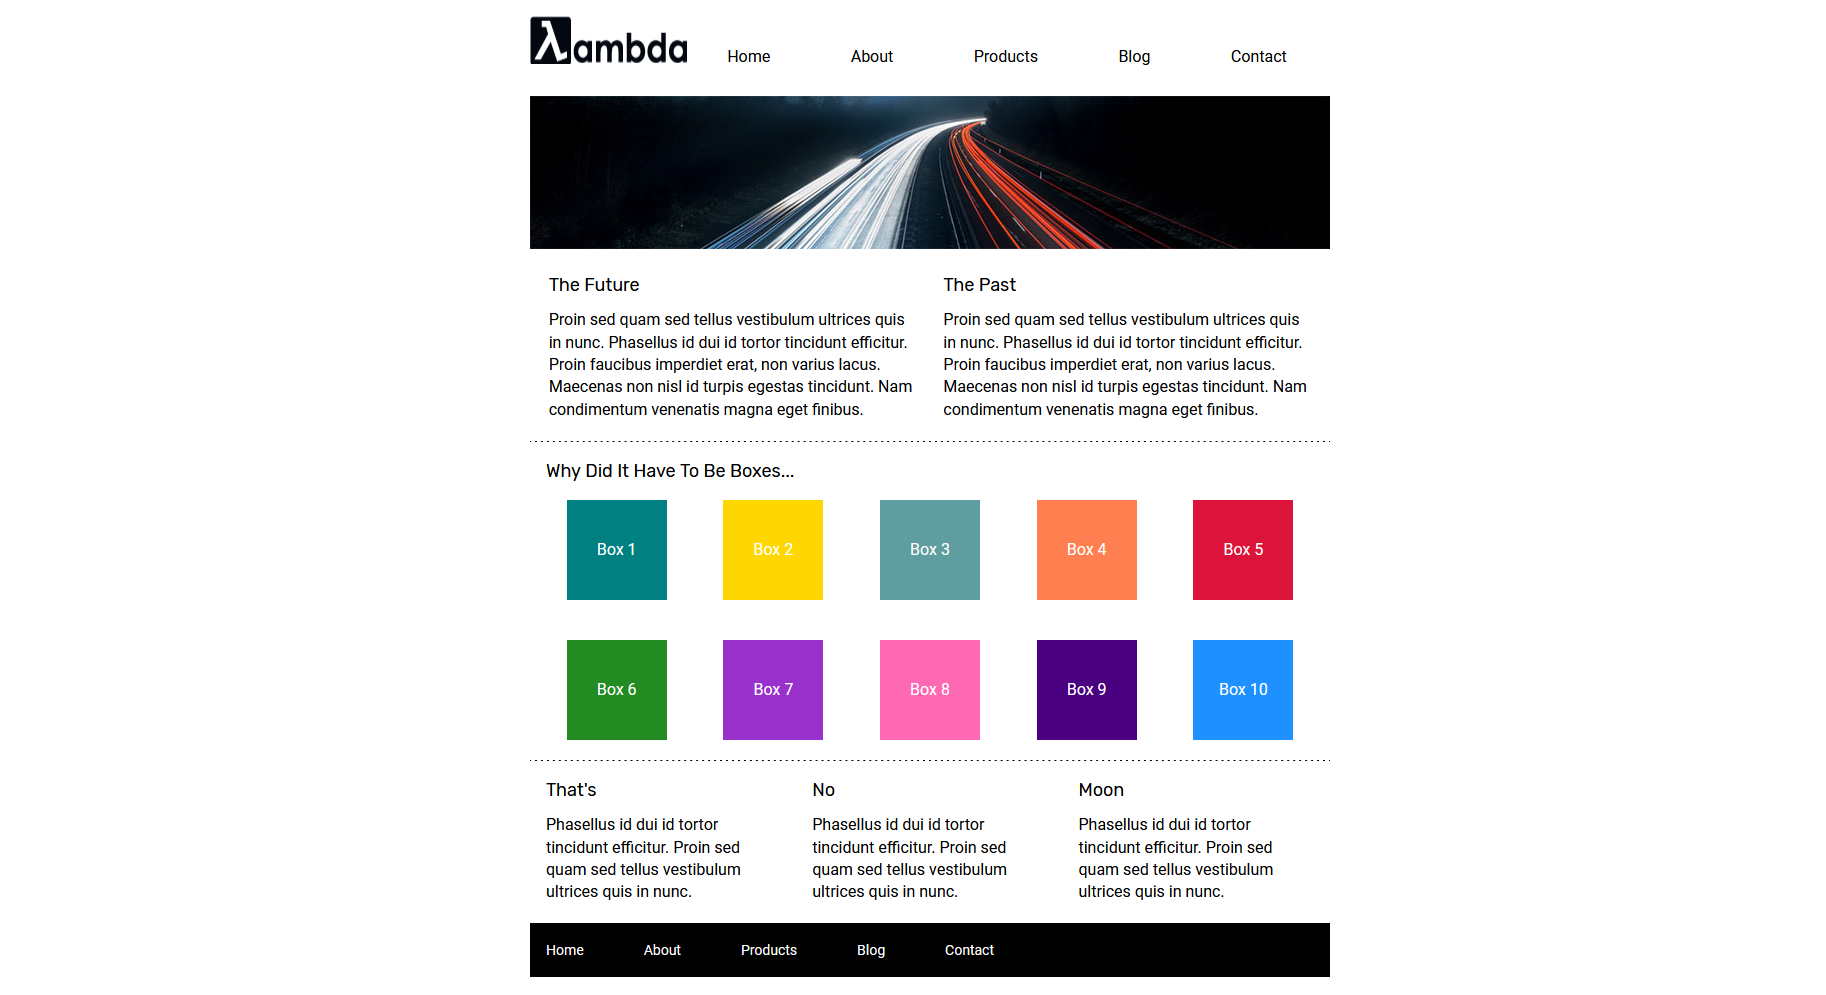 λambda
Home About Products Blog Contact
The Future
Proin sed quam sed tellus vestibulum ultrices quis
in nunc. Phasellus id dui id tortor tincidunt efficitur.
Proin faucibus imperdiet erat, non varius lacus.
Maecenas non nisl id turpis egestas tincidunt. Nam
condimentum venenatis magna eget finibus.
The Past
Proin sed quam sed tellus vestibulum ultrices quis
in nunc. Phasellus id dui id tortor tincidunt efficitur.
Proin faucibus imperdiet erat, non varius lacus.
Maecenas non nisl id turpis egestas tincidunt. Nam
condimentum venenatis magna eget finibus.
Why Did It Have To Be Boxes...
Box 1 Box 2 Box 3 Box 4 Box 5
Box 6 Box 7 Box 8 Box 9 Box 10
That's
Phasellus id dui id tortor
tincidunt efficitur. Proin sed
quam sed tellus vestibulum
ultrices quis in nunc.
No
Phasellus id dui id tortor
tincidunt efficitur. Proin sed
quam sed tellus vestibulum
ultrices quis in nunc.
Moon
Phasellus id dui id tortor
tincidunt efficitur. Proin sed
quam sed tellus vestibulum
ultrices quis in nunc.
Home About Products Blog Contact